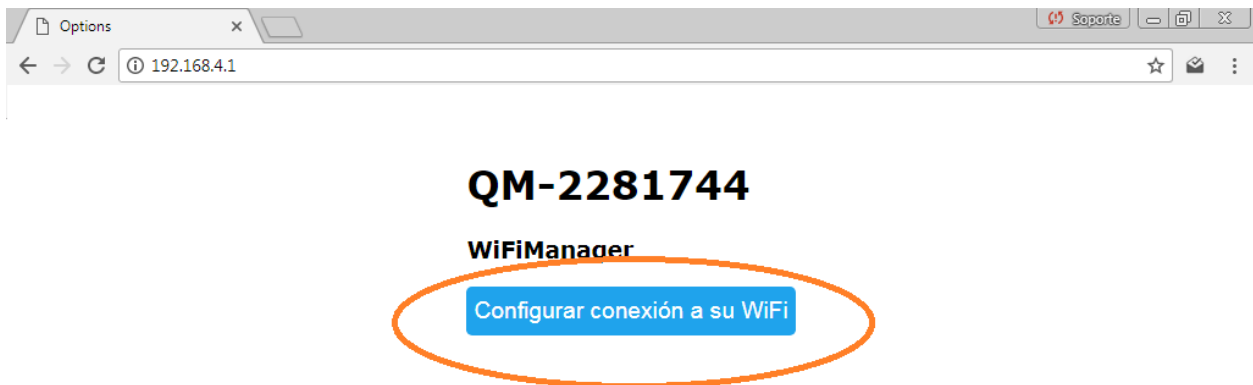 Options
Soporte
192.168.4.1
QM-2281744
WiFiManager
Configurar conexión a su WiFi